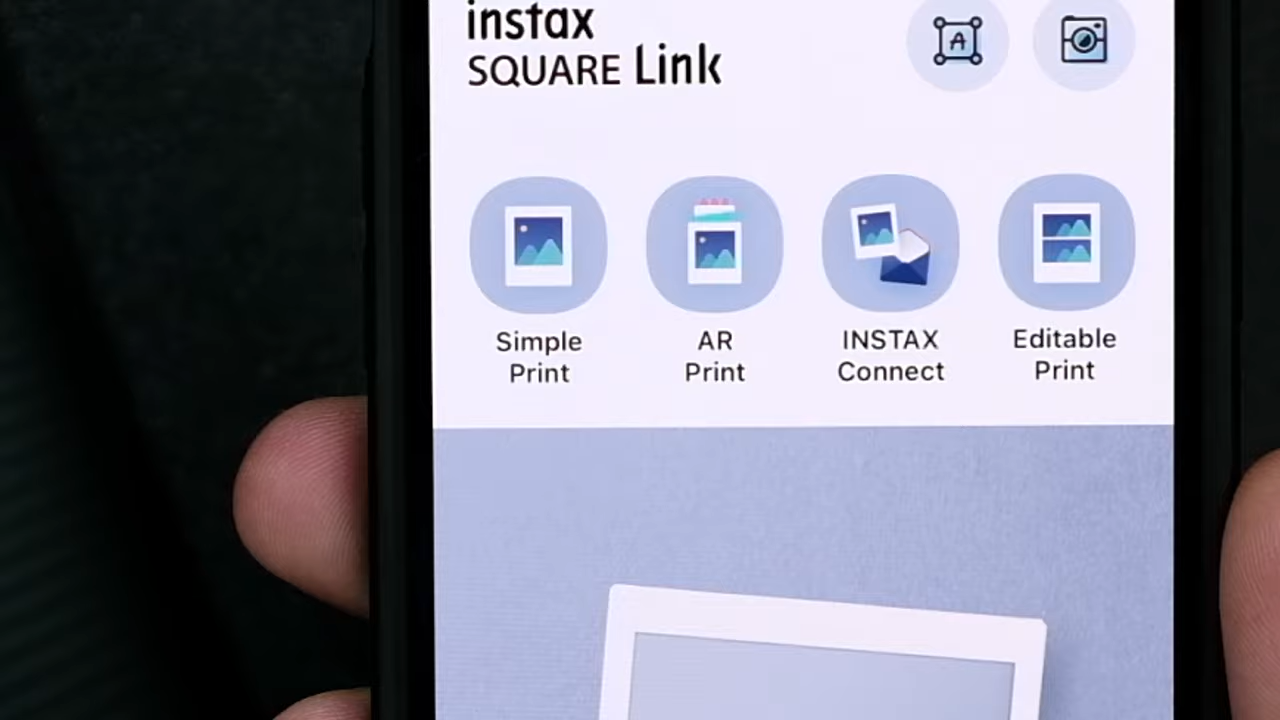 instax
SQUARE Link
A
Simple
Print
AR
Print
INSTAX
Connect
Editable
Print